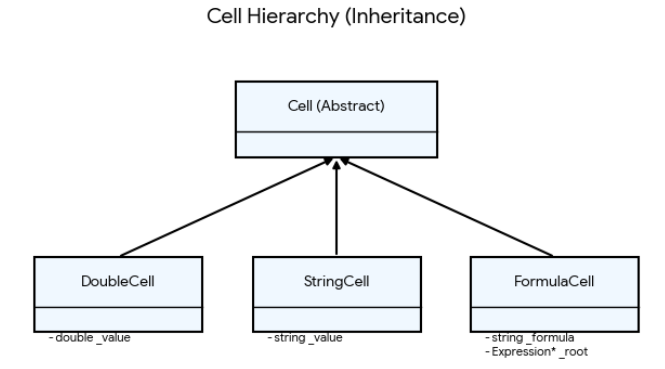 Cell Hierarchy (Inheritance)
Cell (Abstract)
DoubleCell
- double _value
StringCell
- string _value
FormulaCell
- string _formula
- Expression* _root